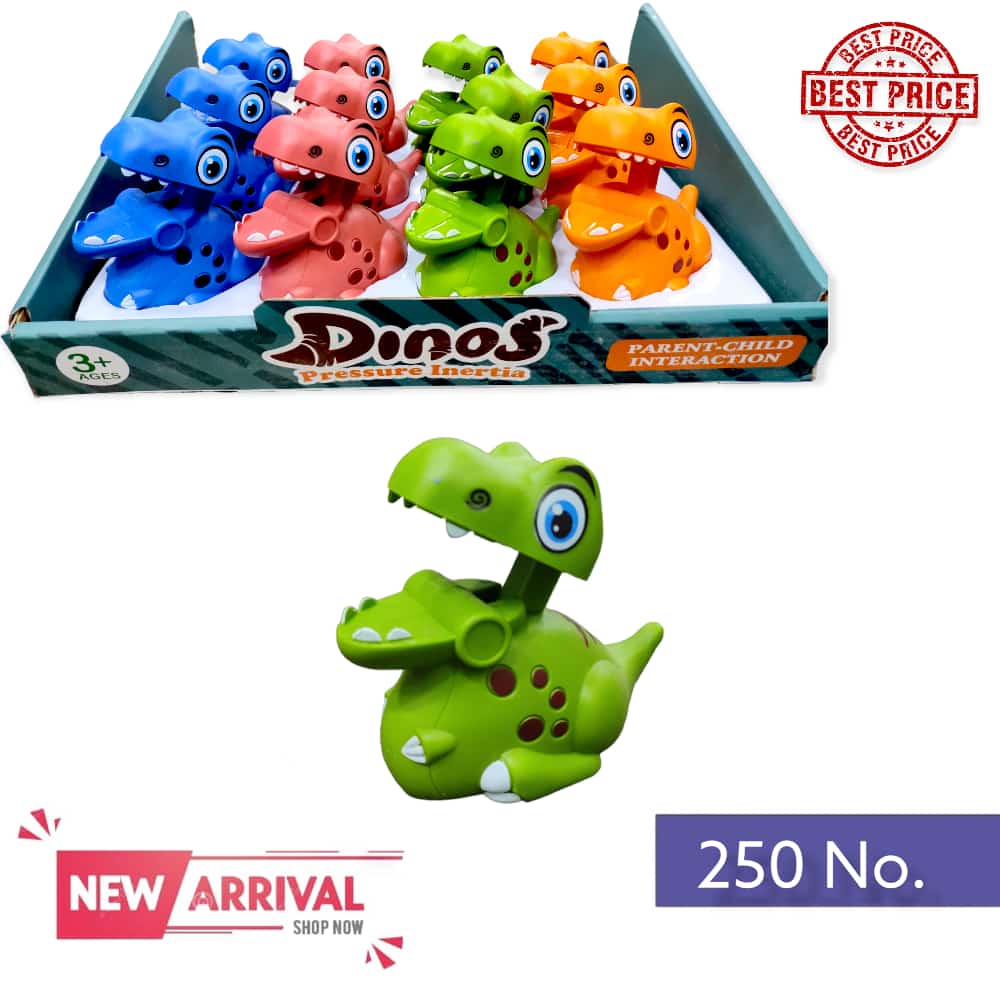 BEST PRICE
BEST PRICE
BEST PRICE
Dinos
Pressure Inertia
3+
AGES
PARENT-CHILD
INTERACTION
NEW ARRIVAL
SHOP NOW
250 No.